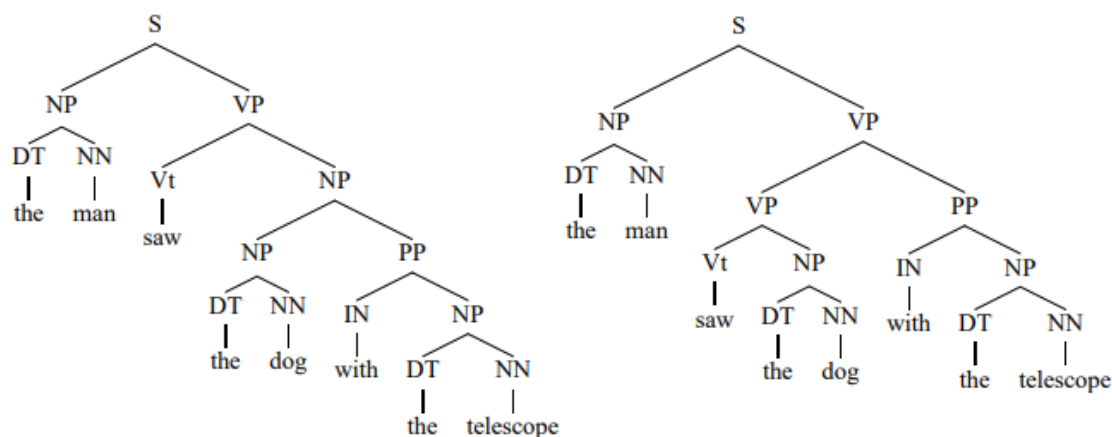 S
NP VP
DT NN Vt NP
the man
saw
NP PP
DT NN IN NP
the dog with DT NN
the telescope
S
NP VP
DT NN
VP PP
the man
Vt NP IN NP
saw DT NN with DT NN
the dog the telescope